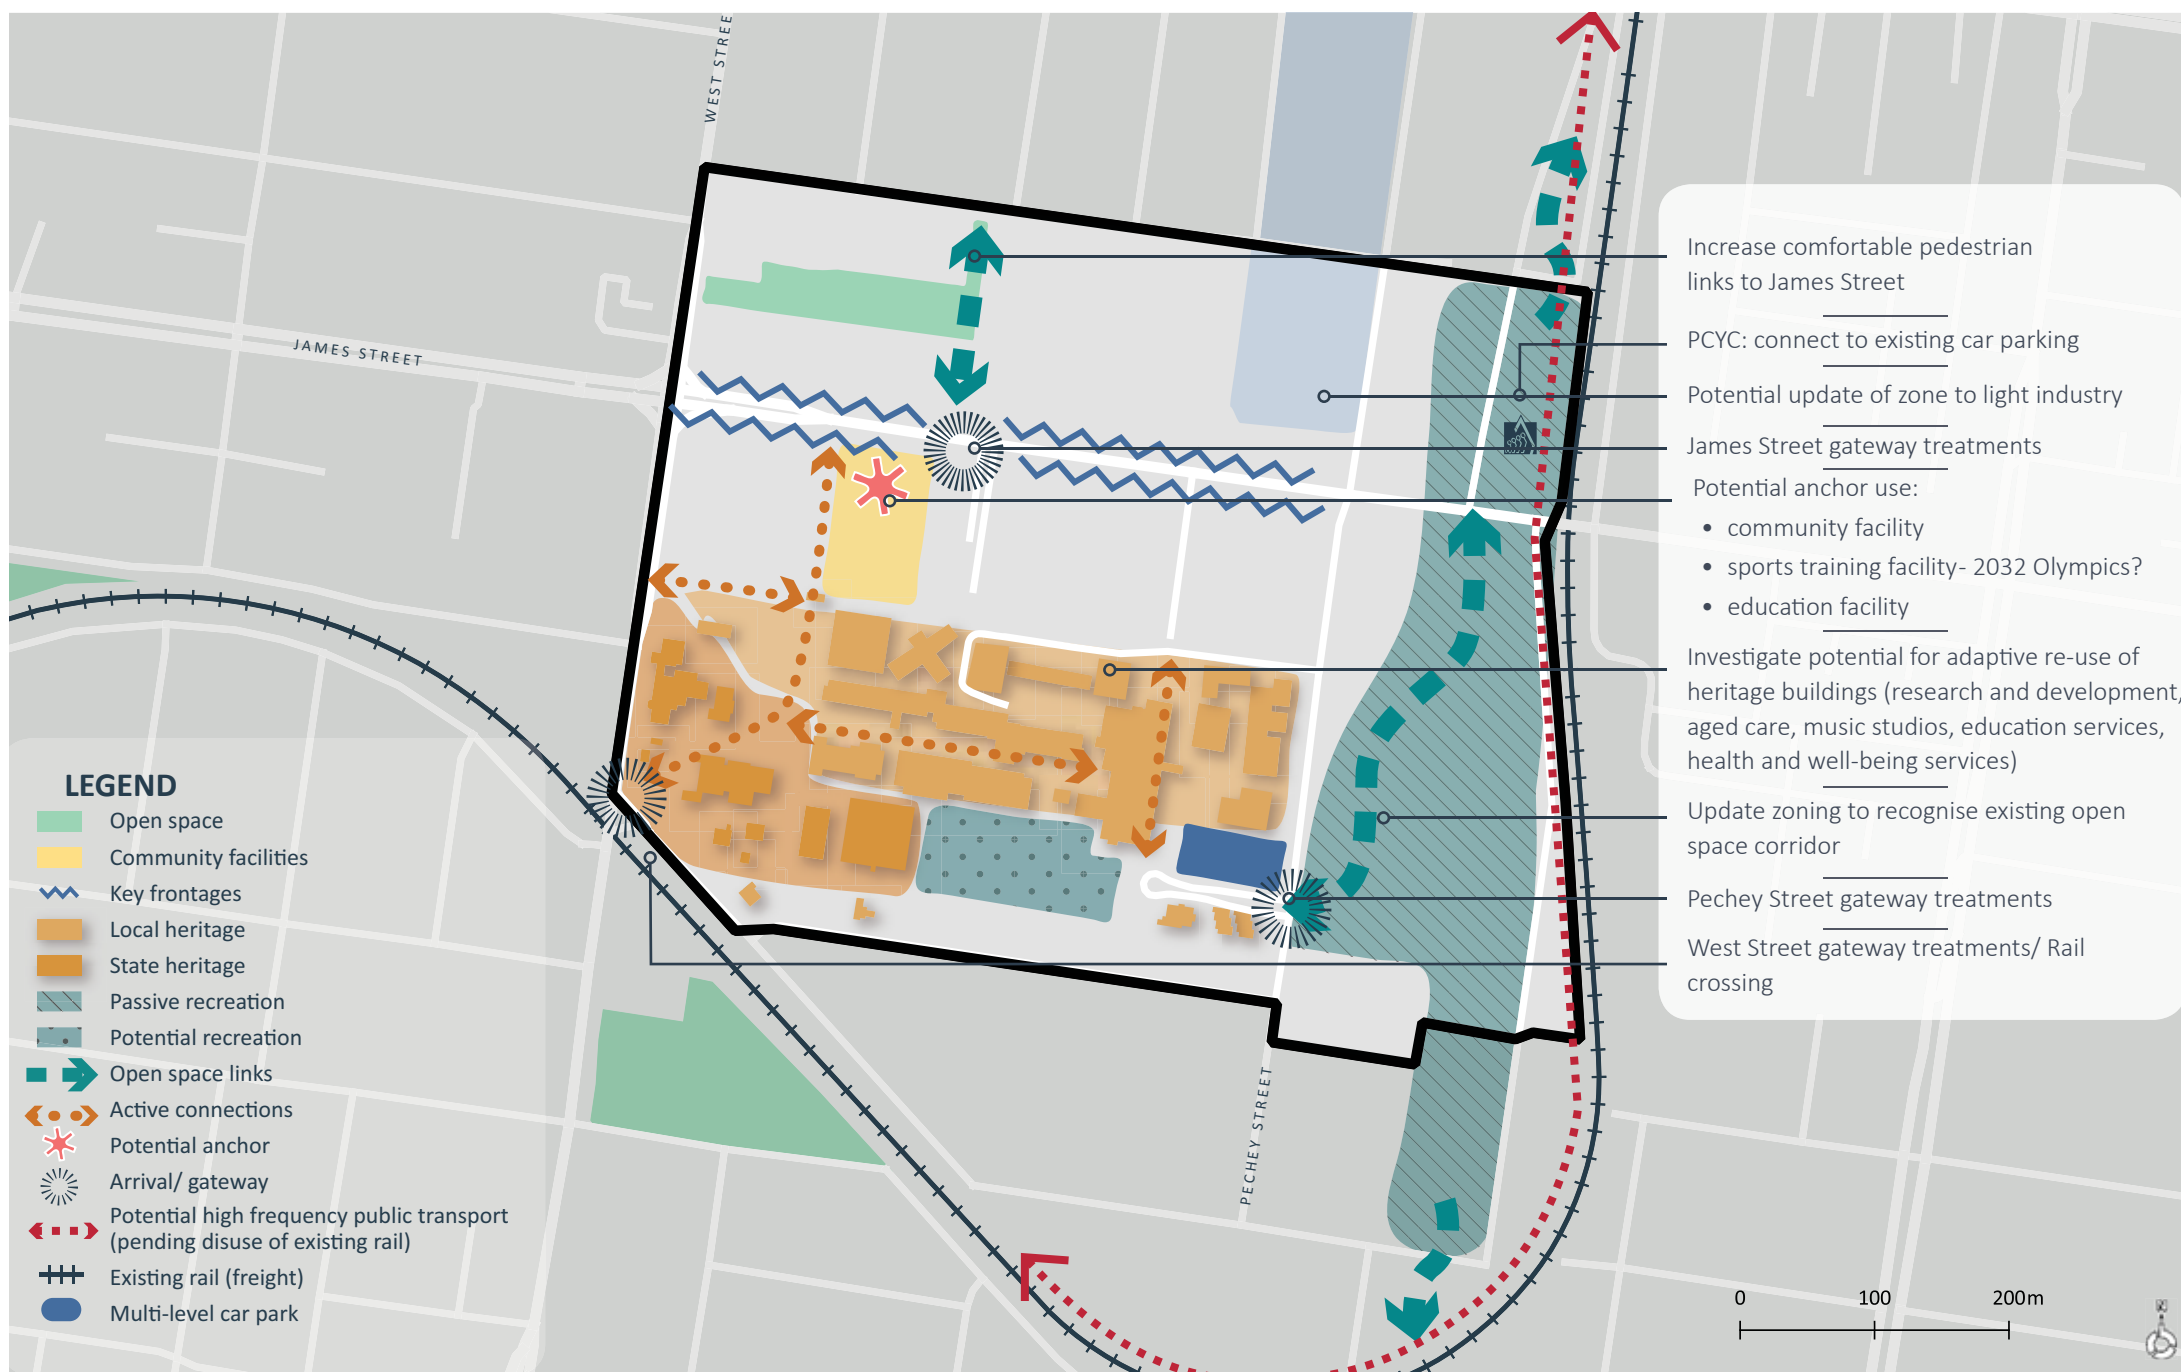 WEST STREE
JAMES STREET
PECHEY STREET
Increase comfortable pedestrian
links to James Street
PCYC: connect to existing car parking
Potential update of zone to light industry
James Street gateway treatments
Potential anchor use:
• community facility
• sports training facility- 2032 Olympics?
• education facility
Investigate potential for adaptive re-use of
heritage buildings (research and development,
aged care, music studios, education services,
health and well-being services)
Update zoning to recognise existing open
space corridor
Pechey Street gateway treatments
West Street gateway treatments/ Rail
crossing
LEGEND
Open space
Community facilities
Key frontages
Local heritage
State heritage
Passive recreation
Potential recreation
Open space links
Active connections
Potential anchor
Arrival/ gateway
Potential high frequency public transport
(pending disuse of existing rail)
Existing rail (freight)
Multi-level car park
0 100 200m
N